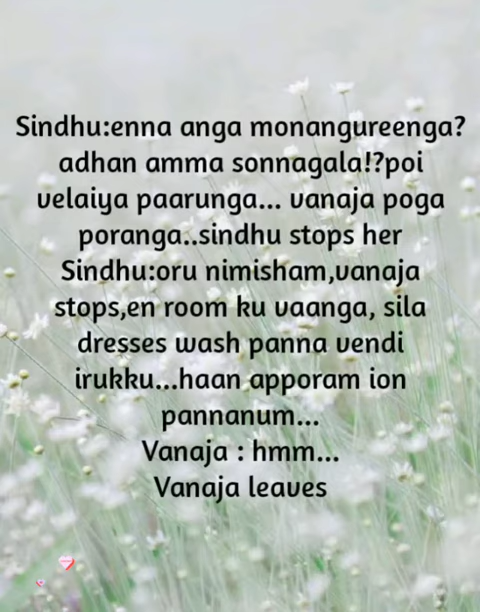 Sindhu:enna anga monangureenga?
adhan amma sonnagala!?poi
velaiya paarunga... vanaja poga
poranga..sindhu stops her
Sindhu:oru nimisham,vanaja
stops,en room ku vaanga, sila
dresses wash panna vendi
irukku...haan apporam ion
pannanum...
Vanaja : hmm...
Vanaja leaves